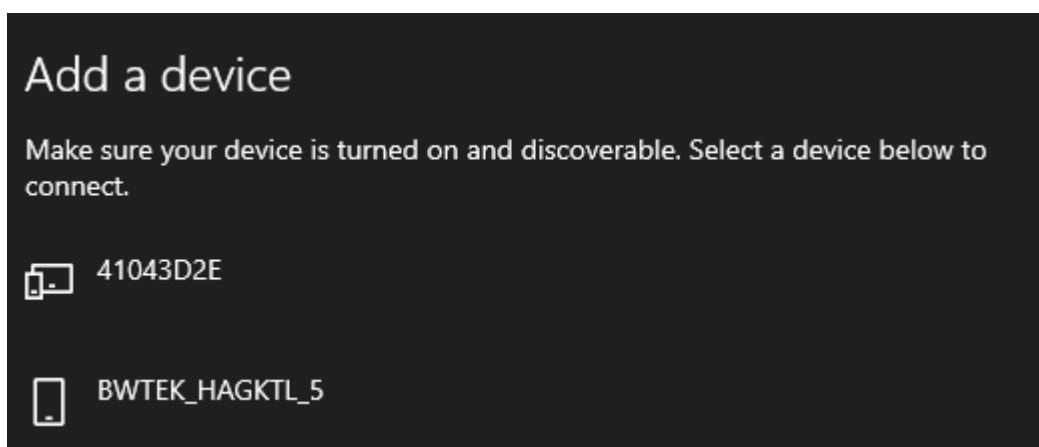 Add a device
Make sure your device is turned on and discoverable. Select a device below to
connect.
41043D2E
BWTEK_HAGKTL_5